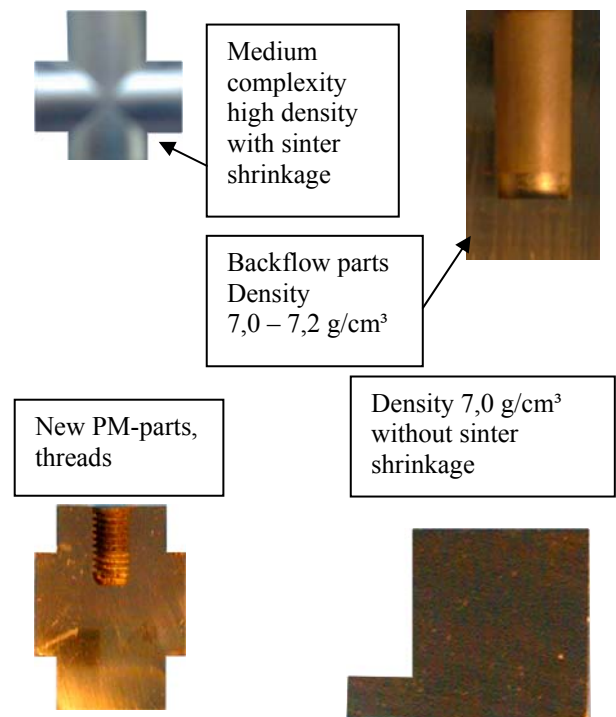 Medium
complexity
high density
with sinter
shrinkage
Backflow parts
Density
7,0 – 7,2 g/cm³
New PM-parts,
threads
Density 7,0 g/cm³
without sinter
shrinkage